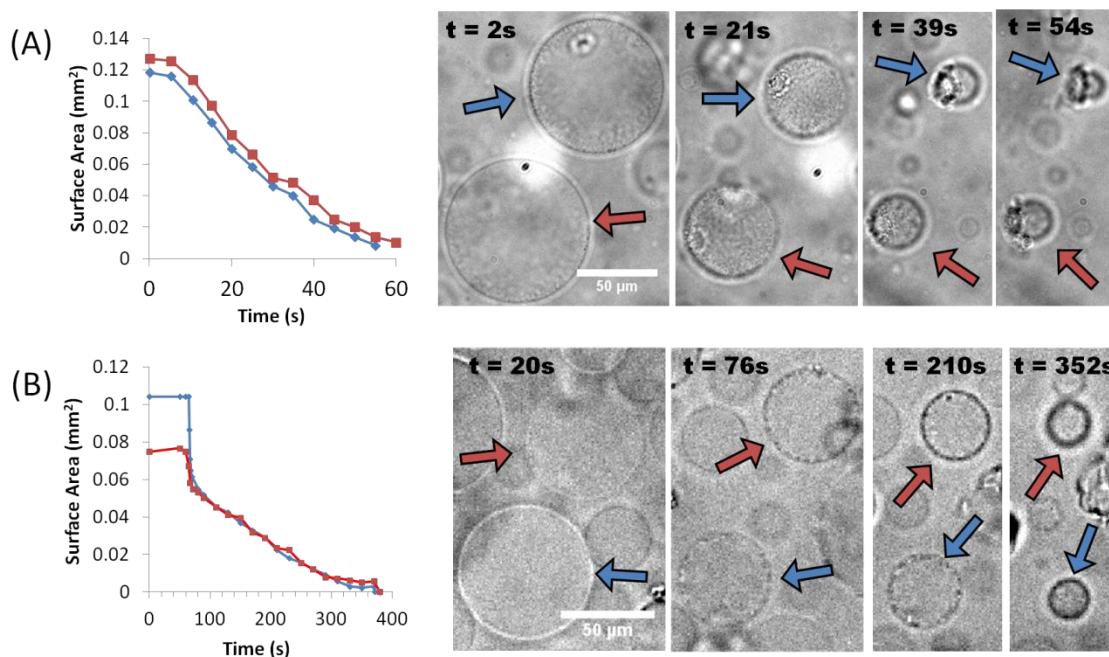 (A)
Surface Area (mm²)
0.14
0.12
0.1
0.08
0.06
0.04
0.02
0
0 20 40 60
Time (s)
t = 2s
50 µm
t = 21s
t = 39s
t = 54s
(B)
Surface Area (mm²)
0.12
0.1
0.08
0.06
0.04
0.02
0
0 100 200 300 400
Time (s)
t = 20s
50 µm
t = 76s
t = 210s
t = 352s